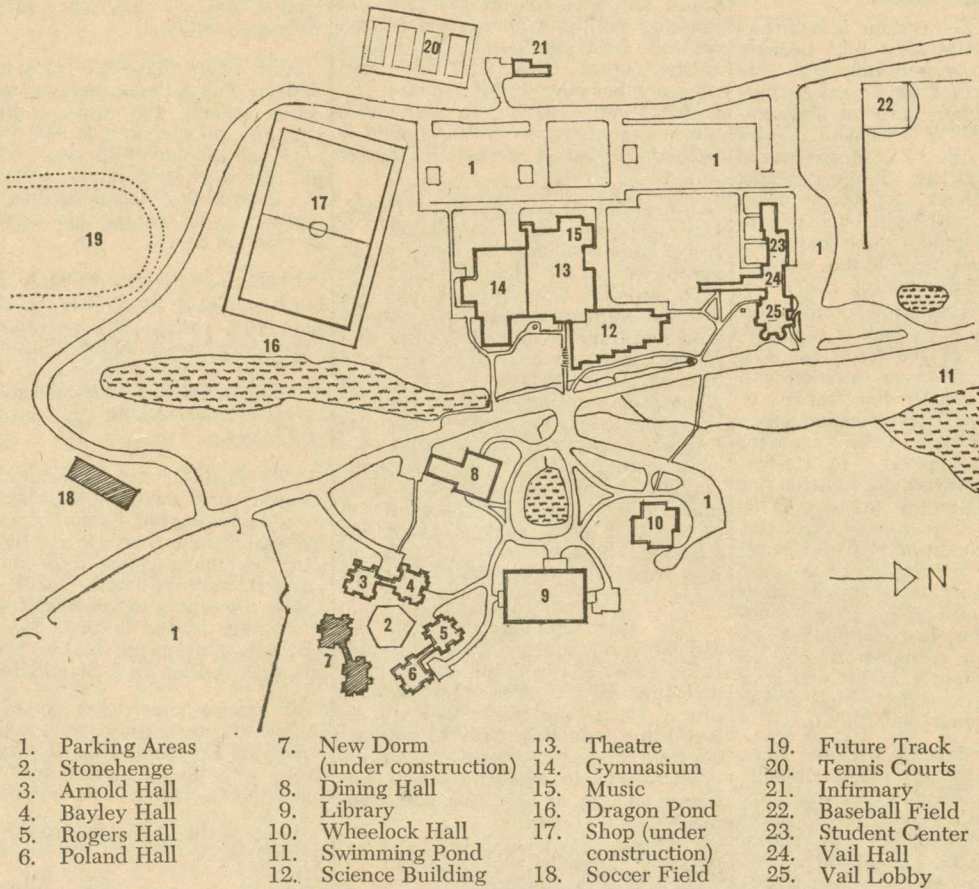 20
21
22
1
1
17
15
23
1
19
13
14
24
25
12
16
11
8
18
1
10
3
4
9
N
2
5
1
7
6
1. Parking Areas
2. Stonehenge
3. Arnold Hall
4. Bayley Hall
5. Rogers Hall
6. Poland Hall
7. New Dorm
(under construction)
8. Dining Hall
9. Library
10. Wheelock Hall
11. Swimming Pond
12. Science Building
13. Theatre
14. Gymnasium
15. Music
16. Dragon Pond
17. Shop (under
construction)
18. Soccer Field
19. Future Track
20. Tennis Courts
21. Infirmary
22. Baseball Field
23. Student Center
24. Vail Hall
25. Vail Lobby